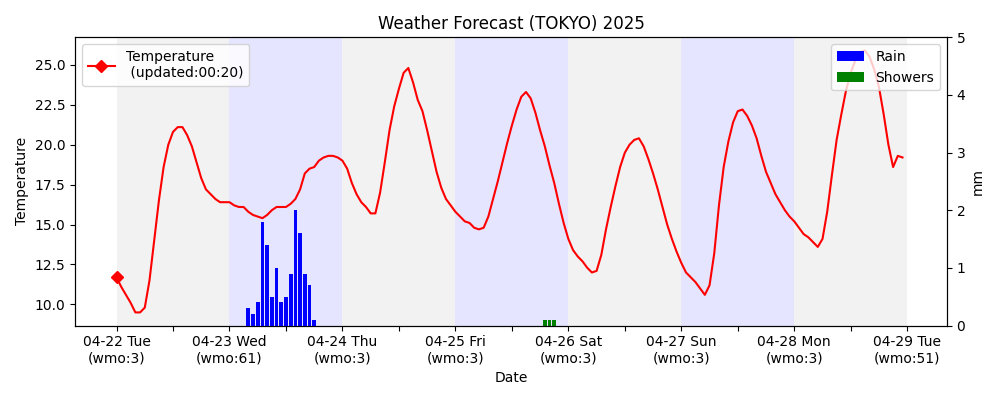 Weather Forecast (TOKYO) 2025
Temperature
(updated:00:20)
Rain
Showers
Temperature
25.0
22.5
20.0
17.5
15.0
12.5
10.0
5
4
3
2
1
0
mm
04-22 Tue
(wmo:3)
04-23 Wed
(wmo:61)
04-24 Thu
(wmo:3)
04-25 Fri
(wmo:3)
04-26 Sat
(wmo:3)
04-27 Sun
(wmo:3)
04-28 Mon
(wmo:3)
04-29 Tue
(wmo:51)
Date